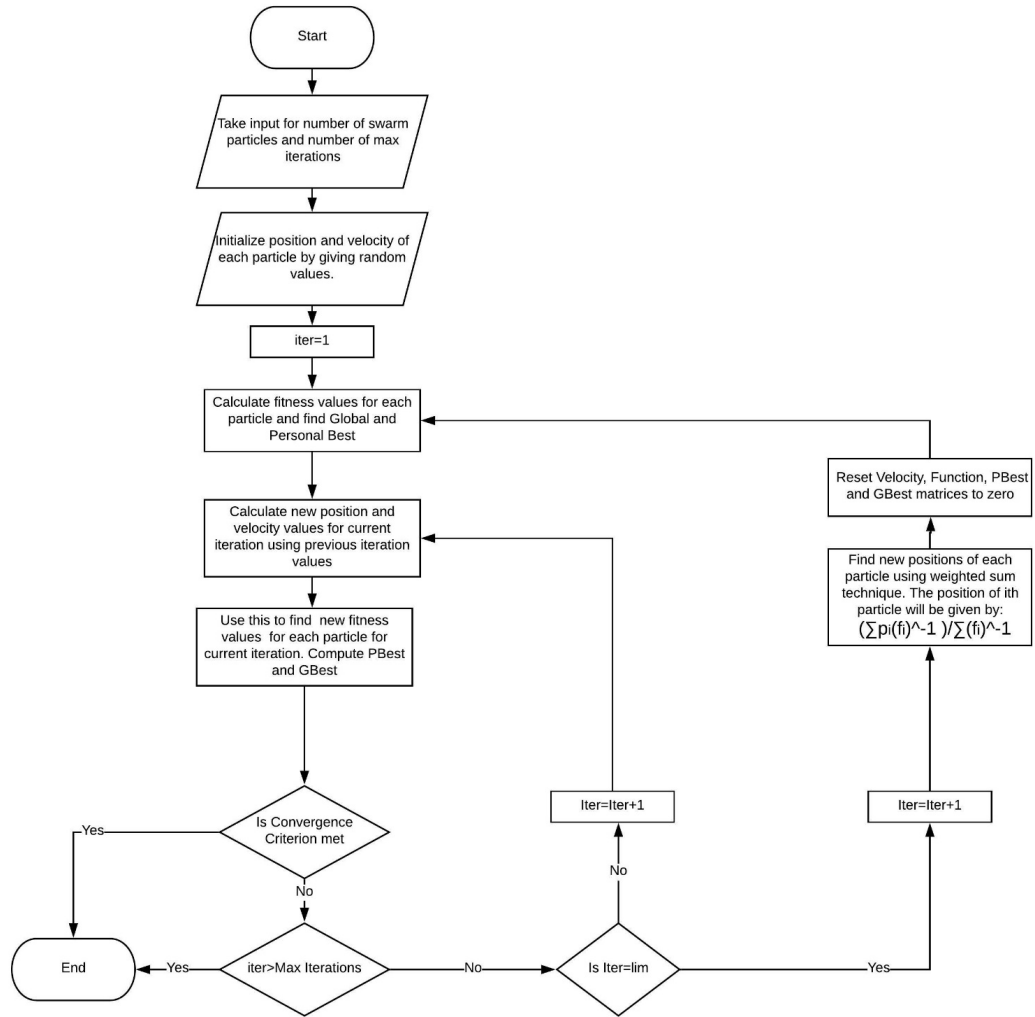 Start
Take input for number of swarm
particles and number of max
iterations
Initialize position and velocity of
each particle by giving random
values.
iter=1
Calculate fitness values for each
particle and find Global and
Personal Best
Calculate new position and
velocity values for current
iteration using previous iteration
values
Use this to find new fitness
values for each particle for
current iteration. Compute PBest
and GBest
Is Convergence
Criterion met
Yes
No
End
Yes
iter>Max Iterations
No
Is Iter=lim
No
Iter=Iter+1
Yes
Iter=Iter+1
Find new positions of each
particle using weighted sum
technique. The position of ith
particle will be given by:
(∑pi(fi)^-1 )/∑(fi)^-1
Reset Velocity, Function, PBest
and GBest matrices to zero